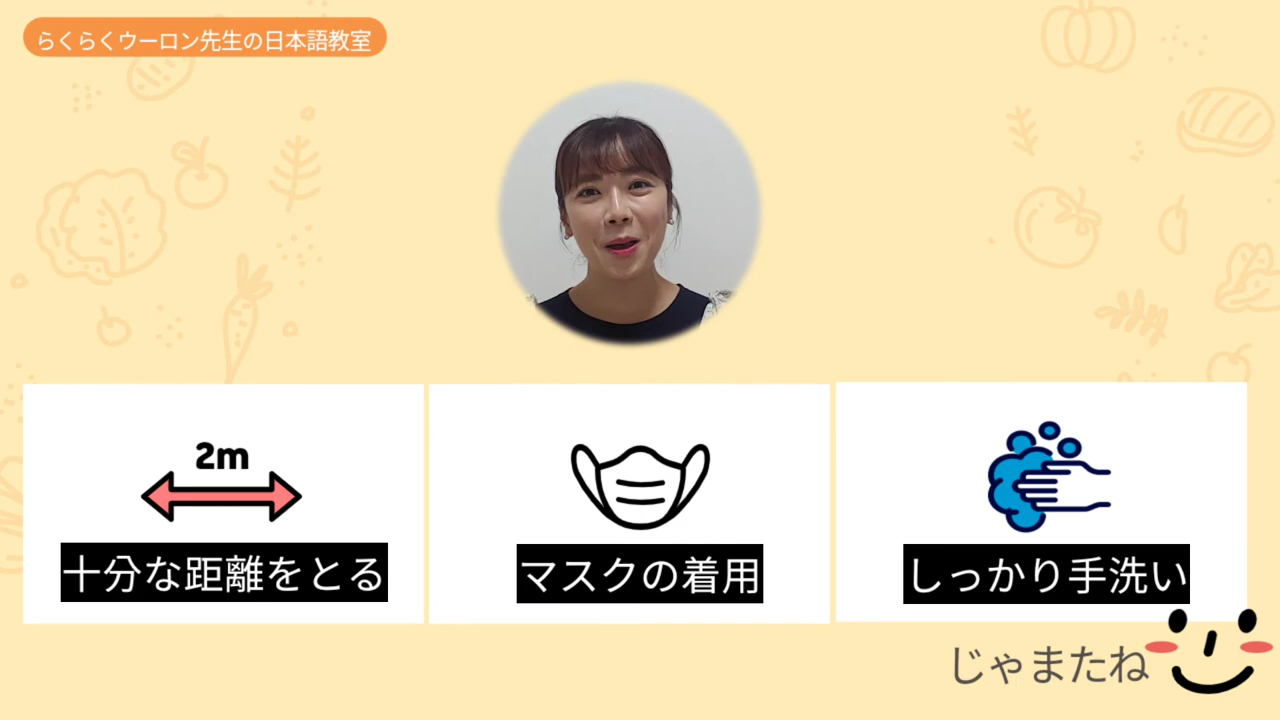 らくらくウーロン先生の日本語教室
2m
十分な距離をとる
マスクの着用
しっかり手洗い
じゃまたね